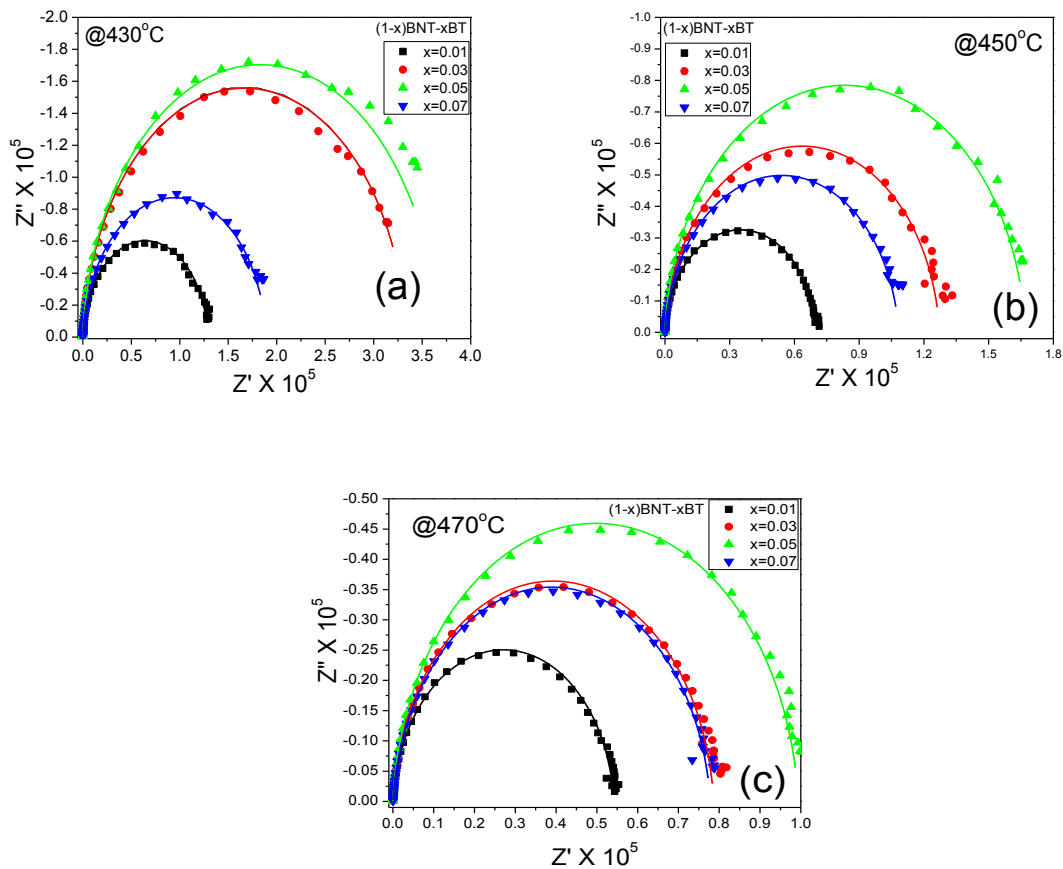 @430°C
(1-x)BNT-xBT
x=0.01
x=0.03
x=0.05
x=0.07
-2.0
-1.8
-1.6
-1.4
-1.2
-1.0
-0.8
-0.6
-0.4
-0.2
0.0
Z'' X 10⁵
0.0 0.5 1.0 1.5 2.0 2.5 3.0 3.5 4.0
Z' X 10⁵
(a)
(1-x)BNT-xBT
x=0.01
x=0.03
x=0.05
x=0.07
@450°C
-1.0
-0.9
-0.8
-0.7
-0.6
-0.5
-0.4
-0.3
-0.2
-0.1
0.0
Z'' X 10⁵
0.0 0.3 0.6 0.9 1.2 1.5 1.8
Z' X 10⁵
(b)
@470°C
(1-x)BNT-xBT
x=0.01
x=0.03
x=0.05
x=0.07
-0.50
-0.45
-0.40
-0.35
-0.30
-0.25
-0.20
-0.15
-0.10
-0.05
0.00
Z'' X 10⁵
0.0 0.1 0.2 0.3 0.4 0.5 0.6 0.7 0.8 0.9 1.0
Z' X 10⁵
(c)